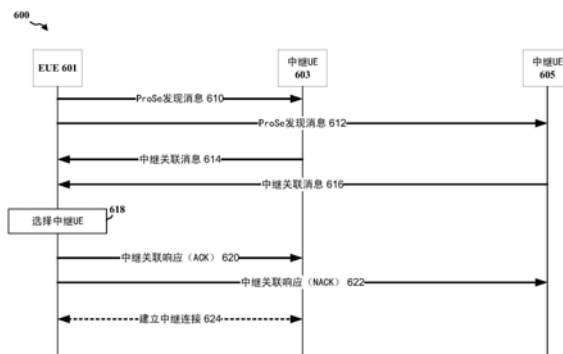 600
EUE 601
中继UE
603
中继UE
605
ProSe发现消息 610
ProSe发现消息 612
中继关联消息 614
中继关联消息 616
618
选择中继UE
中继关联响应（ACK）620
中继关联响应（NACK）622
建立中继连接 624